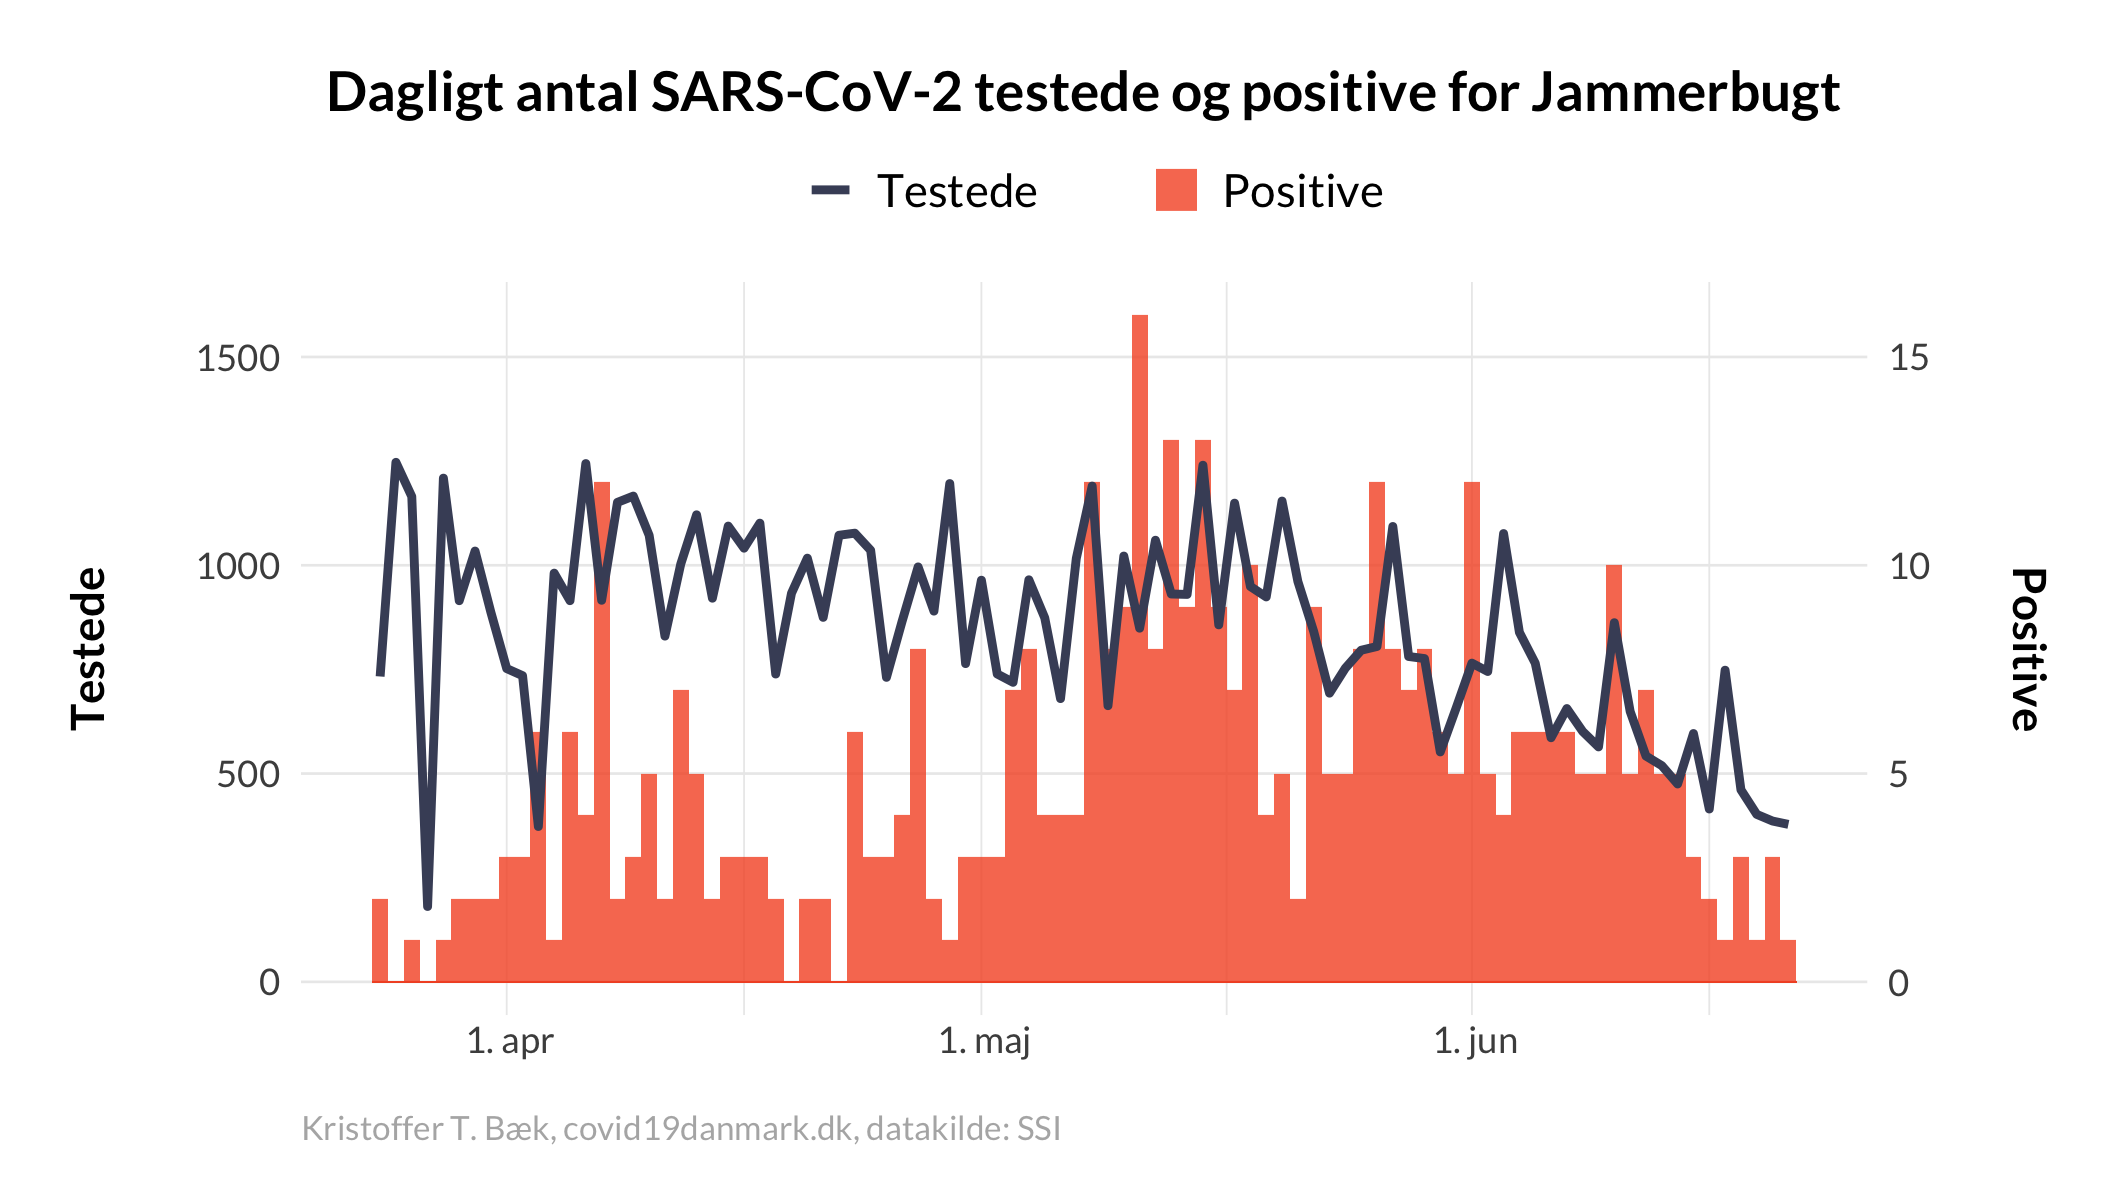 Dagligt antal SARS-CoV-2 testede og positive for Jammerbugt
Testede
Positive
1500
1000
500
0
Testede
15
10
5
0
Positive
1. apr
1. maj
1. jun
Kristoffer T. Bæk, covid19danmark.dk, datakilde: SSI